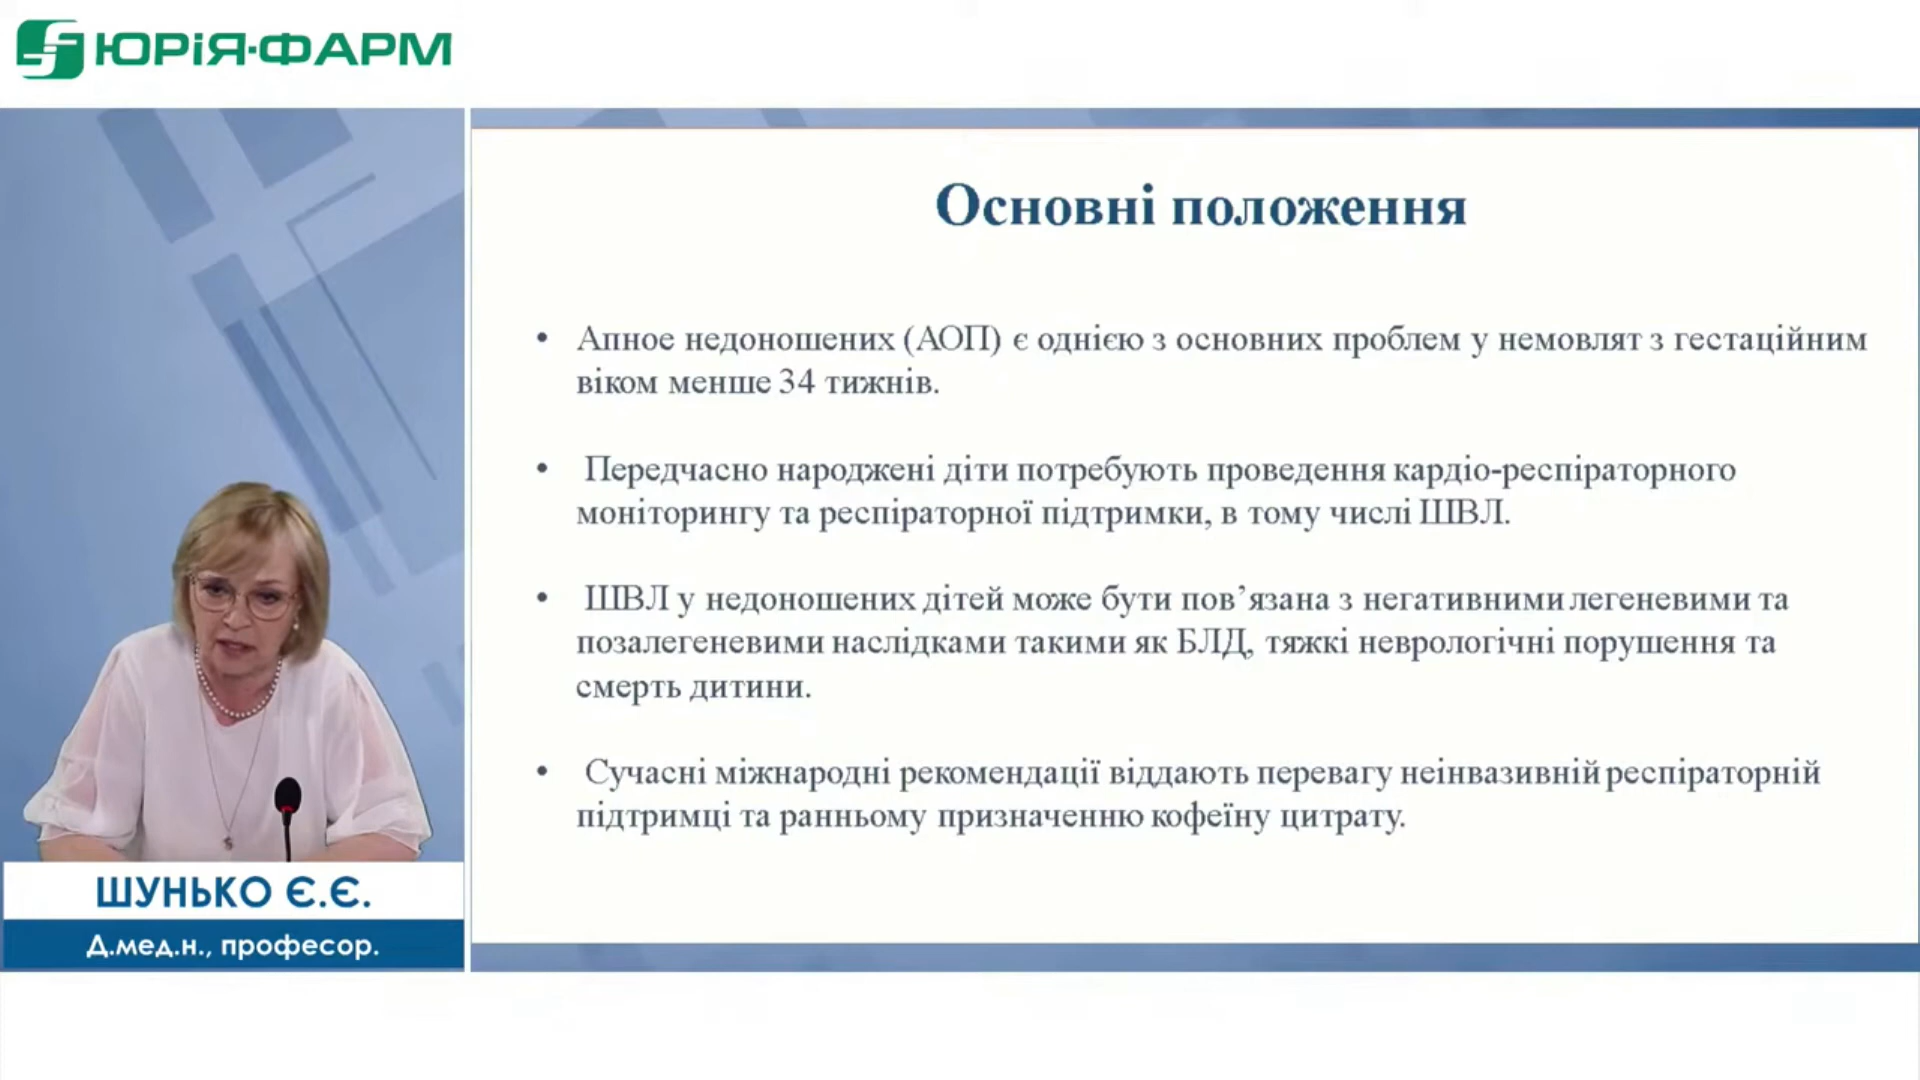 ЮРіЯ·ФАРМ
Основні положення
• Апное недоношених (АОП) є однією з основних проблем у немовлят з гестаційним
віком менше 34 тижнів.
• Передчасно народжені діти потребують проведення кардіо-респіраторного
моніторингу та респіраторної підтримки, в тому числі ШВЛ.
• ШВЛ у недоношених дітей може бути пов’язана з негативними легеневими та
позалегеневими наслідками такими як БЛД, тяжкі неврологічні порушення та
смерть дитини.
• Сучасні міжнародні рекомендації віддають перевагу неінвазивній респіраторній
підтримці та ранньому призначенню кофеїну цитрату.
ШУНЬКО Є.Є.
Д.мед.н., професор.